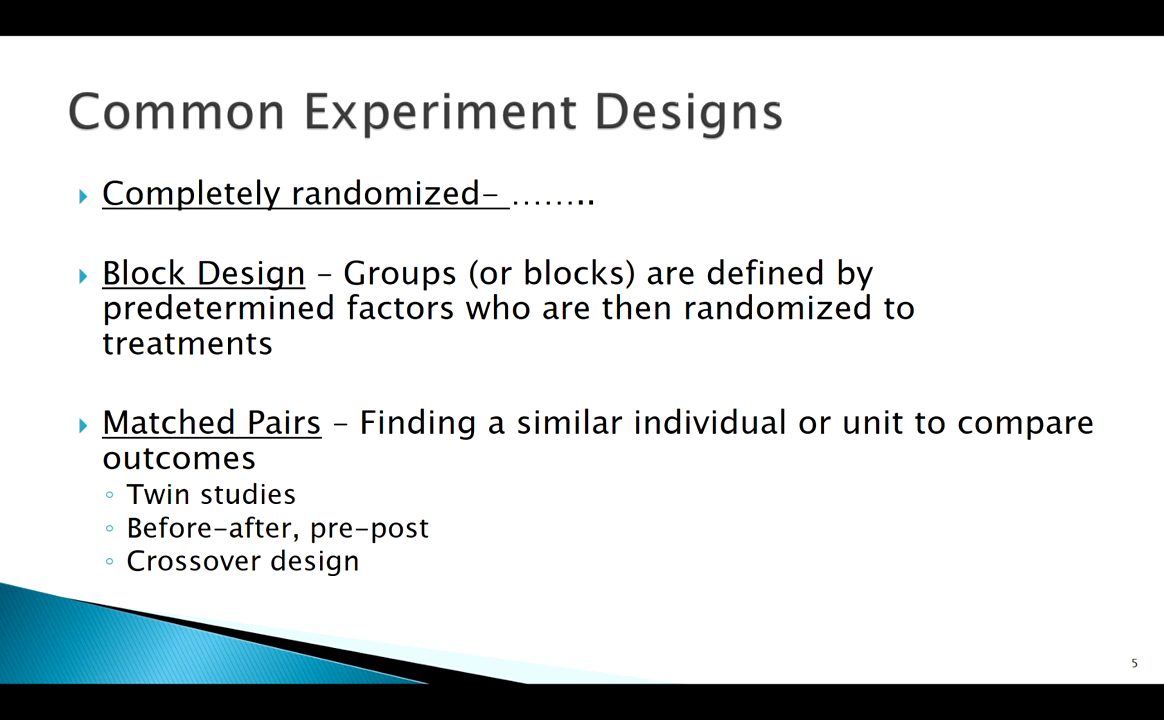 Common Experiment Designs
Completely randomized- ……..
Block Design – Groups (or blocks) are defined by
predetermined factors who are then randomized to
treatments
Matched Pairs – Finding a similar individual or unit to compare
outcomes
Twin studies
Before-after, pre-post
Crossover design
5